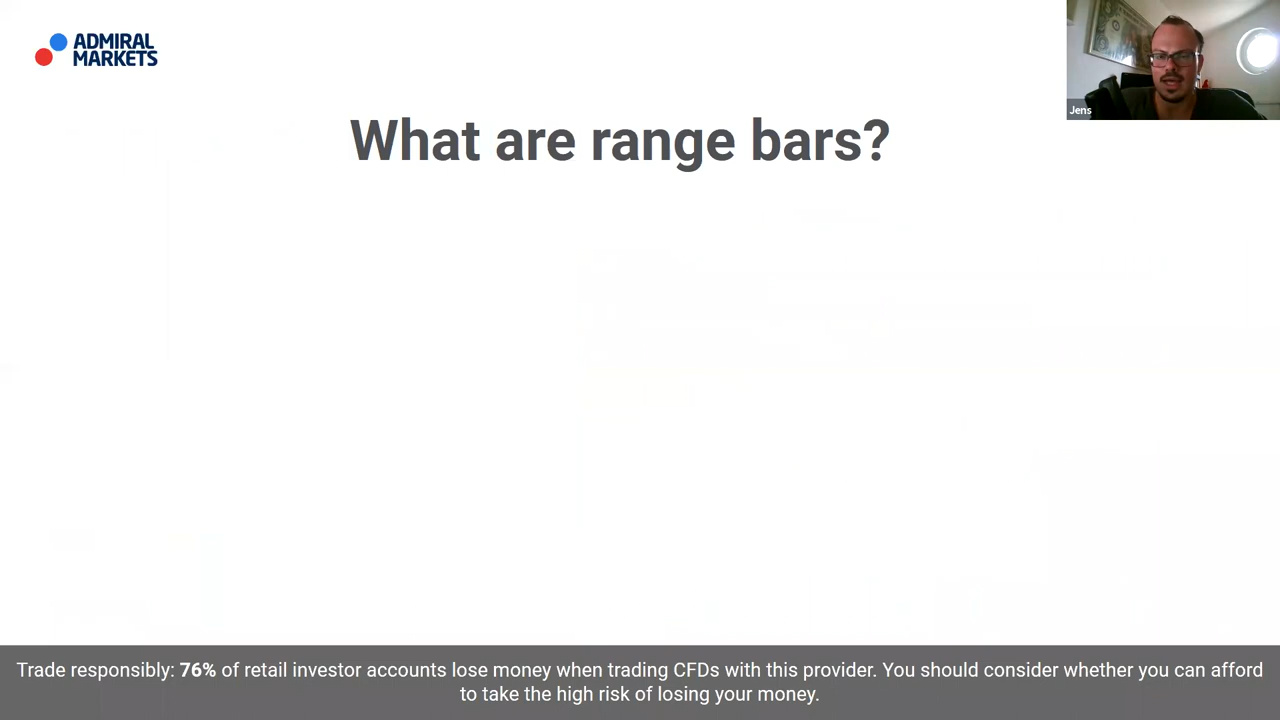 ADMIRAL
MARKETS
Jens
What are range bars?
Trade responsibly: 76% of retail investor accounts lose money when trading CFDs with this provider. You should consider whether you can afford
to take the high risk of losing your money.